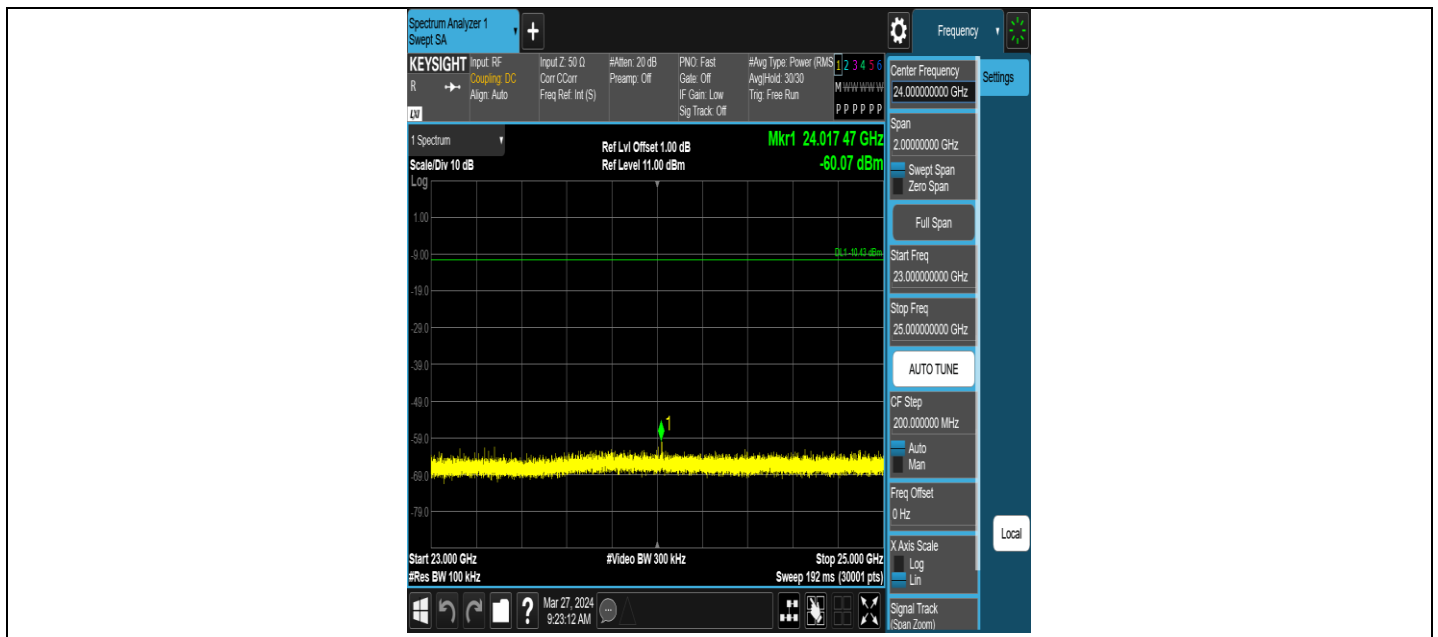 Spectrum Analyzer 1
Swept SA
+
Frequency
KEYSIGHT
R
LXI
Input: RF
Coupling: DC
Align: Auto
Input Z: 50 Ω
Corr CCorr
Freq Ref: Int (S)
#Atten: 20 dB
Preamp: Off
PNO: Fast
Gate: Off
IF Gain: Low
Sig Track: Off
#Avg Type: Power (RMS
Avg|Hold: 30/30
Trig: Free Run
1 2 3 4 5 6
M W W W W W
P P P P P P
1 Spectrum
Scale/Div 10 dB
Log
Ref Lvl Offset 1.00 dB
Ref Level 11.00 dBm
Mkr1 24.017 47 GHz
-60.07 dBm
1.00
-9.00
DL1 -10.43 dBm
-19.0
-29.0
-39.0
-49.0
1
-59.0
-69.0
-79.0
Start 23.000 GHz
#Res BW 100 kHz
#Video BW 300 kHz
Stop 25.000 GHz
Sweep 192 ms (30001 pts)
?
Mar 27, 2024
9:23:12 AM
Center Frequency
24.000000000 GHz
Settings
Span
2.00000000 GHz
Swept Span
Zero Span
Full Span
Start Freq
23.000000000 GHz
Stop Freq
25.000000000 GHz
AUTO TUNE
CF Step
200.000000 MHz
Auto
Man
Freq Offset
0 Hz
X Axis Scale
Log
Lin
Signal Track
(Span Zoom)
Local